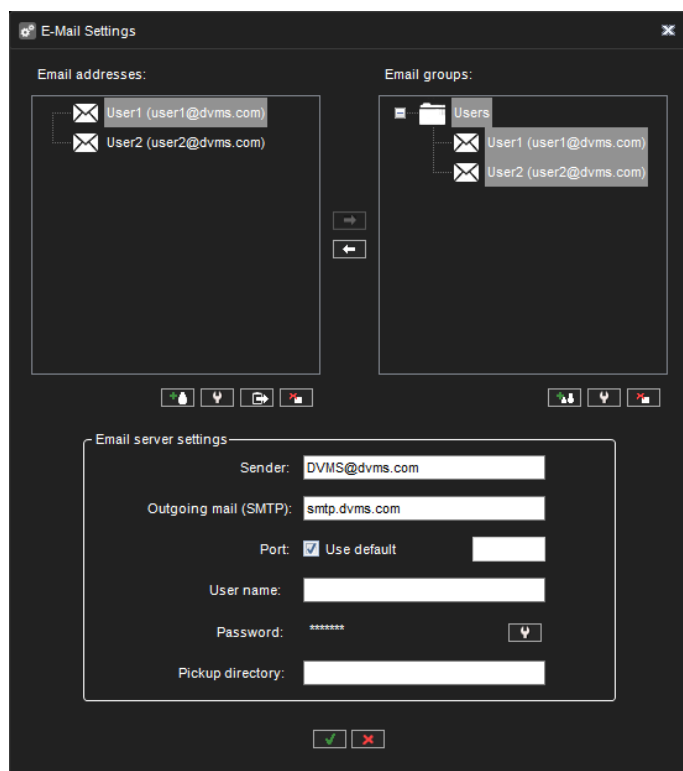 E-Mail Settings
Email addresses:
Email groups:
User1 (user1@dvms.com)
User2 (user2@dvms.com)
Users
User1 (user1@dvms.com)
User2 (user2@dvms.com)
Email server settings
Sender: DVMS@dvms.com
Outgoing mail (SMTP): smtp.dvms.com
Port: Use default
User name:
Password: *******
Pickup directory: